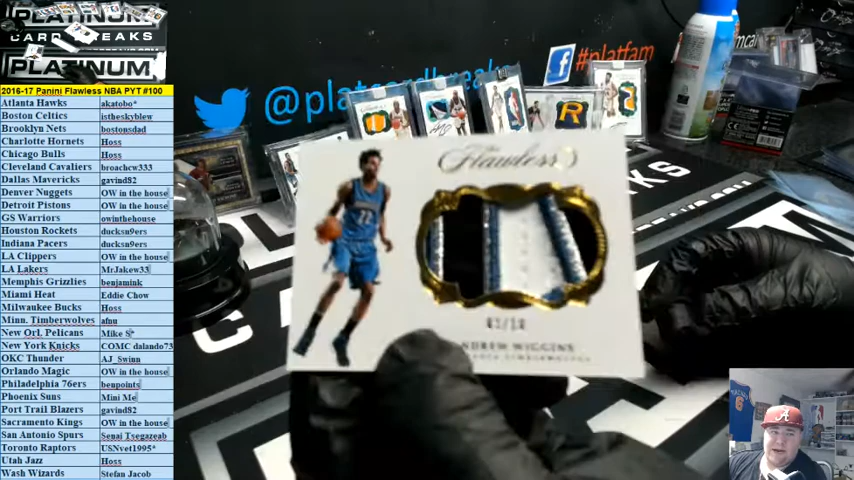 PLATINUM
CARD BREAKS
PLATINUM
2016-17 Panini Flawless NBA PYT #100
Atlanta Hawks akatobo*
Boston Celtics istheskyblew
Brooklyn Nets bostonsdad
Charlotte Hornets Hoss
Chicago Bulls Hoss
Cleveland Cavaliers broachcw333
Dallas Mavericks gavind82
Denver Nuggets OW in the house
Detroit Pistons OW in the house
GS Warriors owinthehouse
Houston Rockets ducksn9ers
Indiana Pacers ducksn9ers
LA Clippers OW in the house
LA Lakers MrJakew33
Memphis Grizzlies benjamink
Miami Heat Eddie Chow
Milwaukee Bucks Hoss
Minn. Timberwolves afnu
New Orl. Pelicans Mike S*
New York Knicks COMC dalando73
OKC Thunder AJ_Swinn
Orlando Magic OW in the house
Philadelphia 76ers benpoints
Phoenix Suns Mini Me
Port Trail Blazers gavind82
Sacramento Kings OW in the house
San Antonio Spurs Senai Tsegazeab
Toronto Raptors USNvet1995*
Utah Jazz Hoss
Wash Wizards Stefan Jacob
@platcardbreaks
f #platfam
Flawless
22
ANDREW WIGGINS
R
A
6